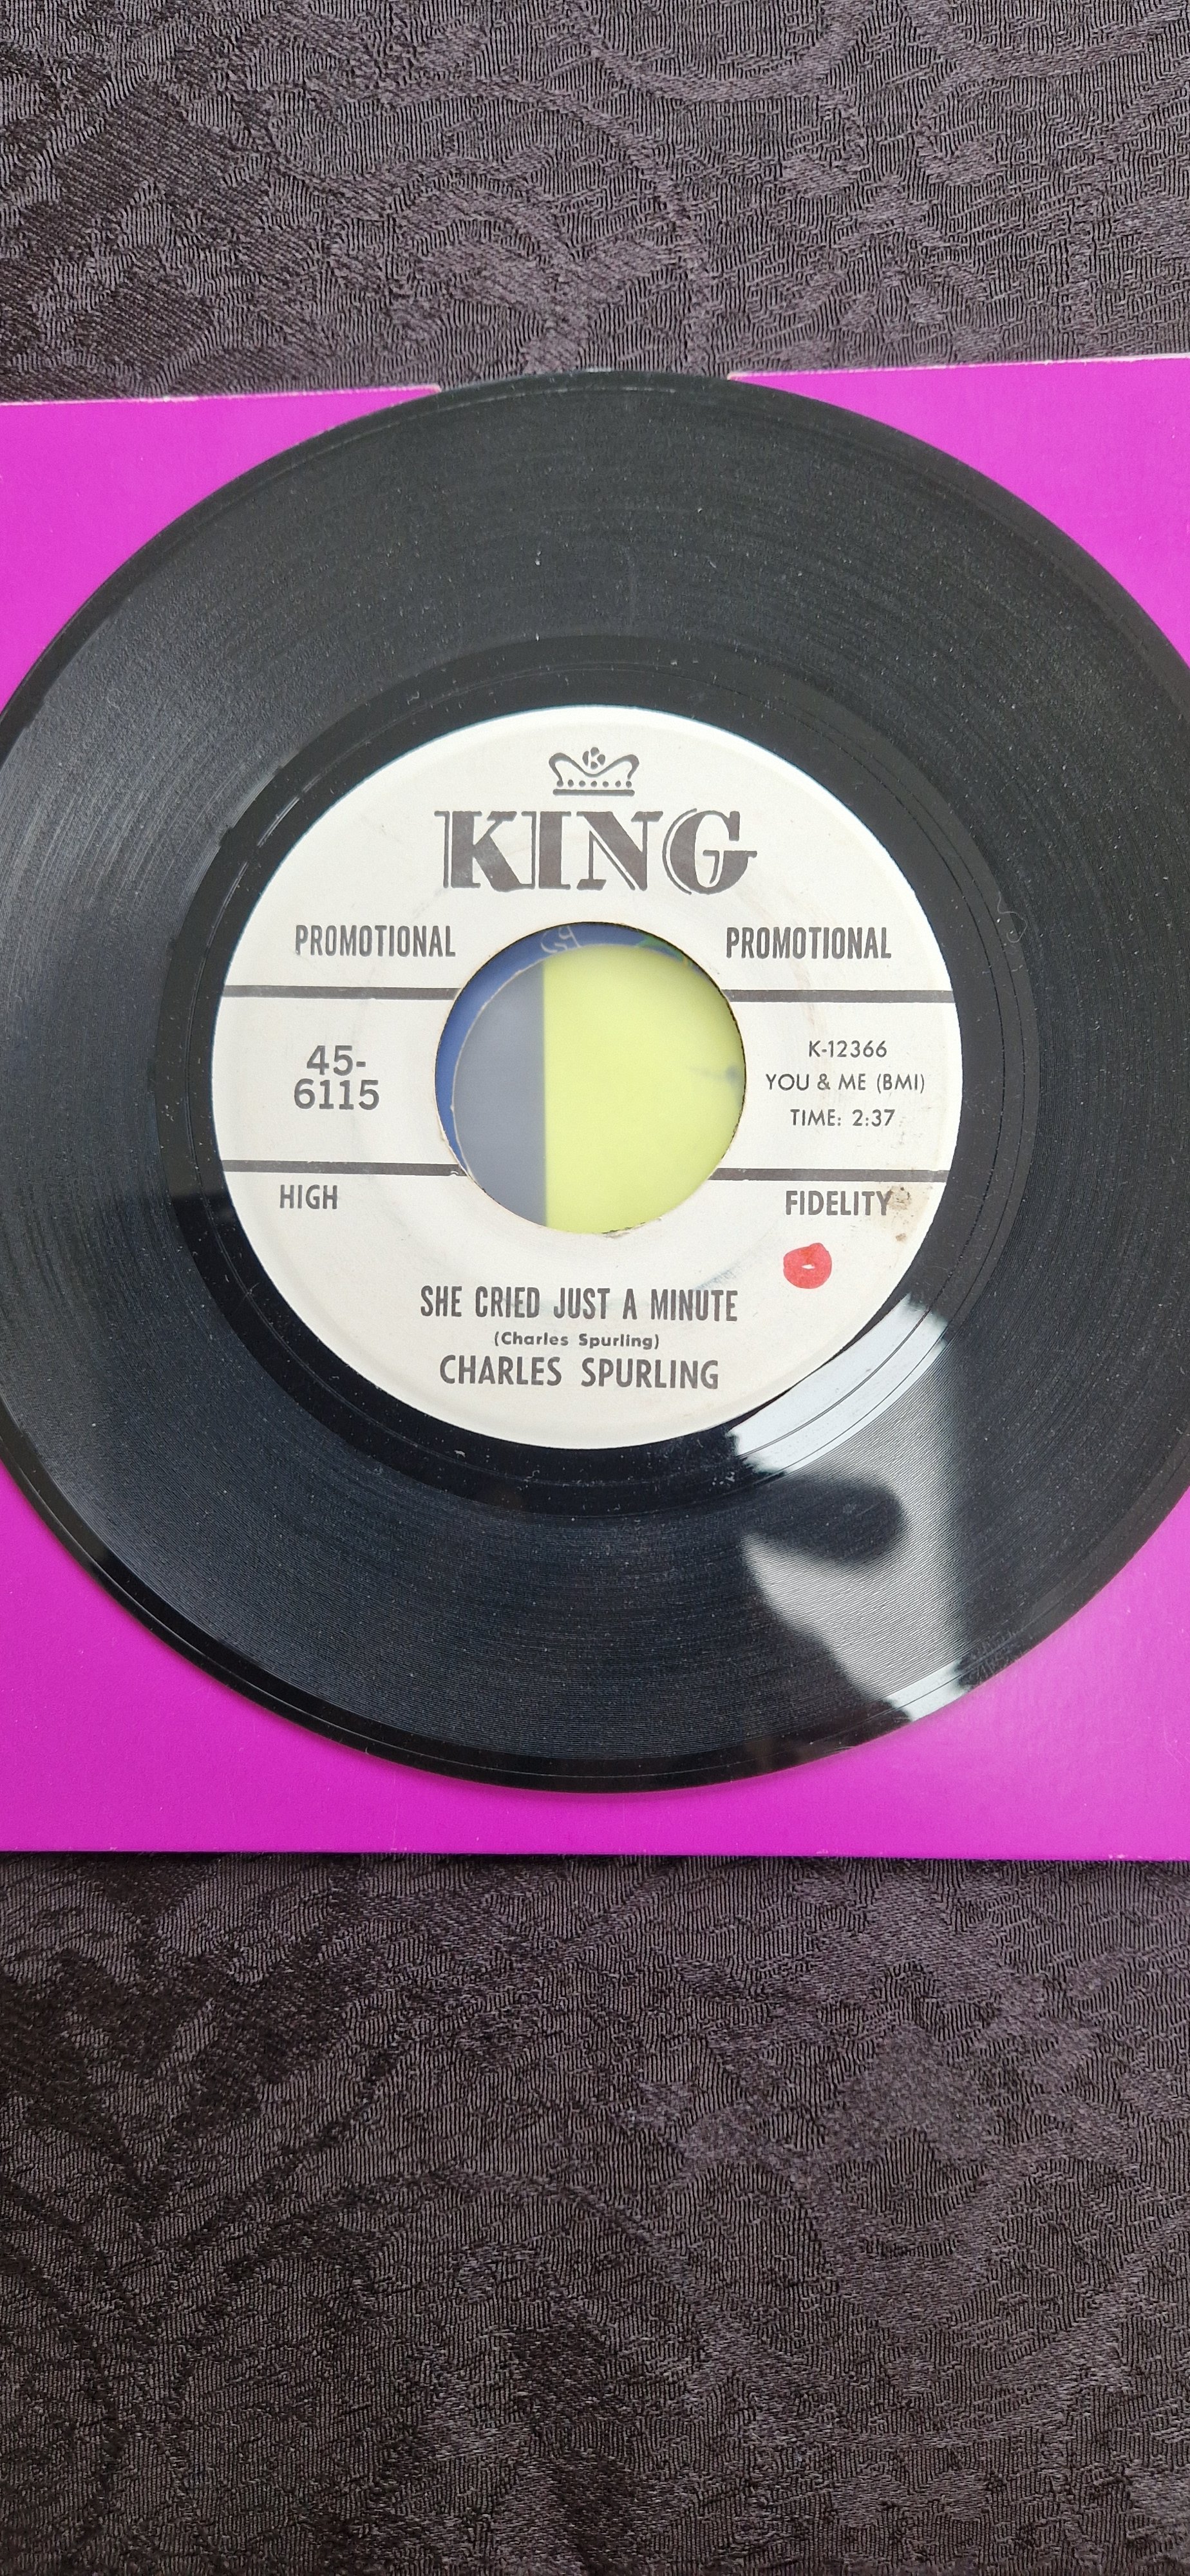 K
KING
PROMOTIONAL PROMOTIONAL
45-
6115
K-12366
YOU & ME (BMI)
TIME: 2:37
HIGH FIDELITY
SHE CRIED JUST A MINUTE
(Charles Spurling)
CHARLES SPURLING